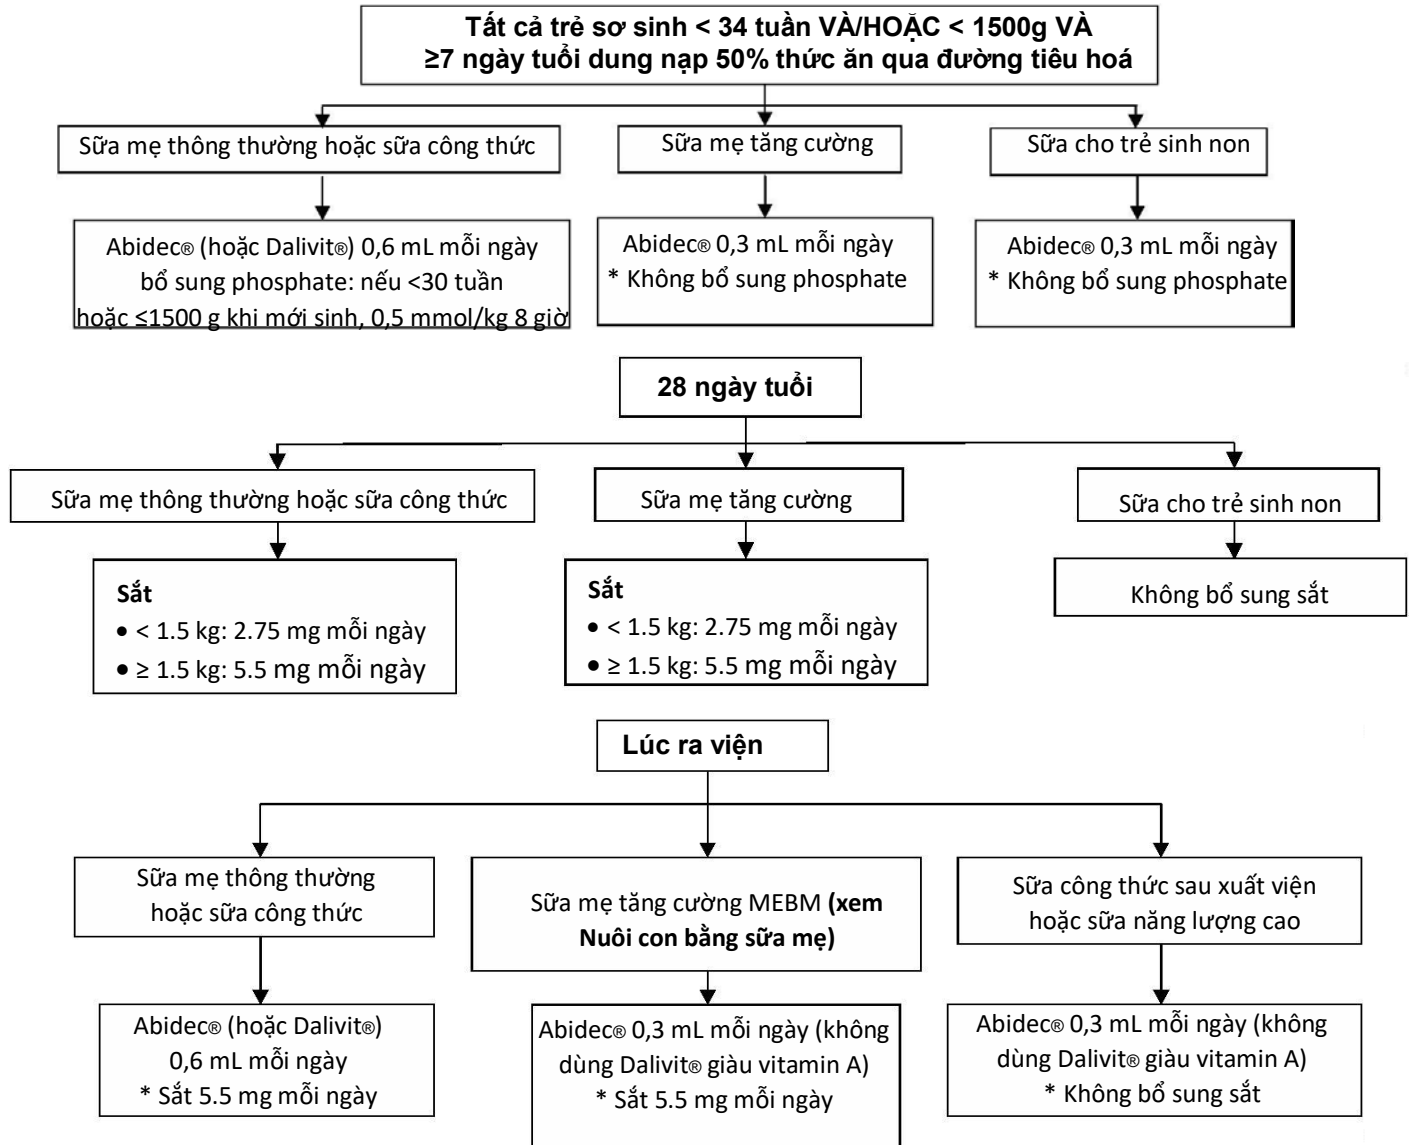 Tất cả trẻ sơ sinh < 34 tuần VÀ/HOẶC < 1500g VÀ
≥7 ngày tuổi dung nạp 50% thức ăn qua đường tiêu hoá
Sữa mẹ thông thường hoặc sữa công thức
Sữa mẹ tăng cường
Sữa cho trẻ sinh non
Abidec® (hoặc Dalivit®) 0,6 mL mỗi ngày
bổ sung phosphate: nếu <30 tuần
hoặc ≤1500 g khi mới sinh, 0,5 mmol/kg 8 giờ
Abidec® 0,3 mL mỗi ngày
* Không bổ sung phosphate
Abidec® 0,3 mL mỗi ngày
* Không bổ sung phosphate
28 ngày tuổi
Sữa mẹ thông thường hoặc sữa công thức
Sữa mẹ tăng cường
Sữa cho trẻ sinh non
Sắt
• < 1.5 kg: 2.75 mg mỗi ngày
• ≥ 1.5 kg: 5.5 mg mỗi ngày
Sắt
• < 1.5 kg: 2.75 mg mỗi ngày
• ≥ 1.5 kg: 5.5 mg mỗi ngày
Không bổ sung sắt
Lúc ra viện
Sữa mẹ thông thường
hoặc sữa công thức
Sữa mẹ tăng cường MEBM (xem
Nuôi con bằng sữa mẹ)
Sữa công thức sau xuất viện
hoặc sữa năng lượng cao
Abidec® (hoặc Dalivit®)
0,6 mL mỗi ngày
* Sắt 5.5 mg mỗi ngày
Abidec® 0,3 mL mỗi ngày (không
dùng Dalivit® giàu vitamin A)
* Sắt 5.5 mg mỗi ngày
Abidec® 0,3 mL mỗi ngày (không
dùng Dalivit® giàu vitamin A)
* Không bổ sung sắt